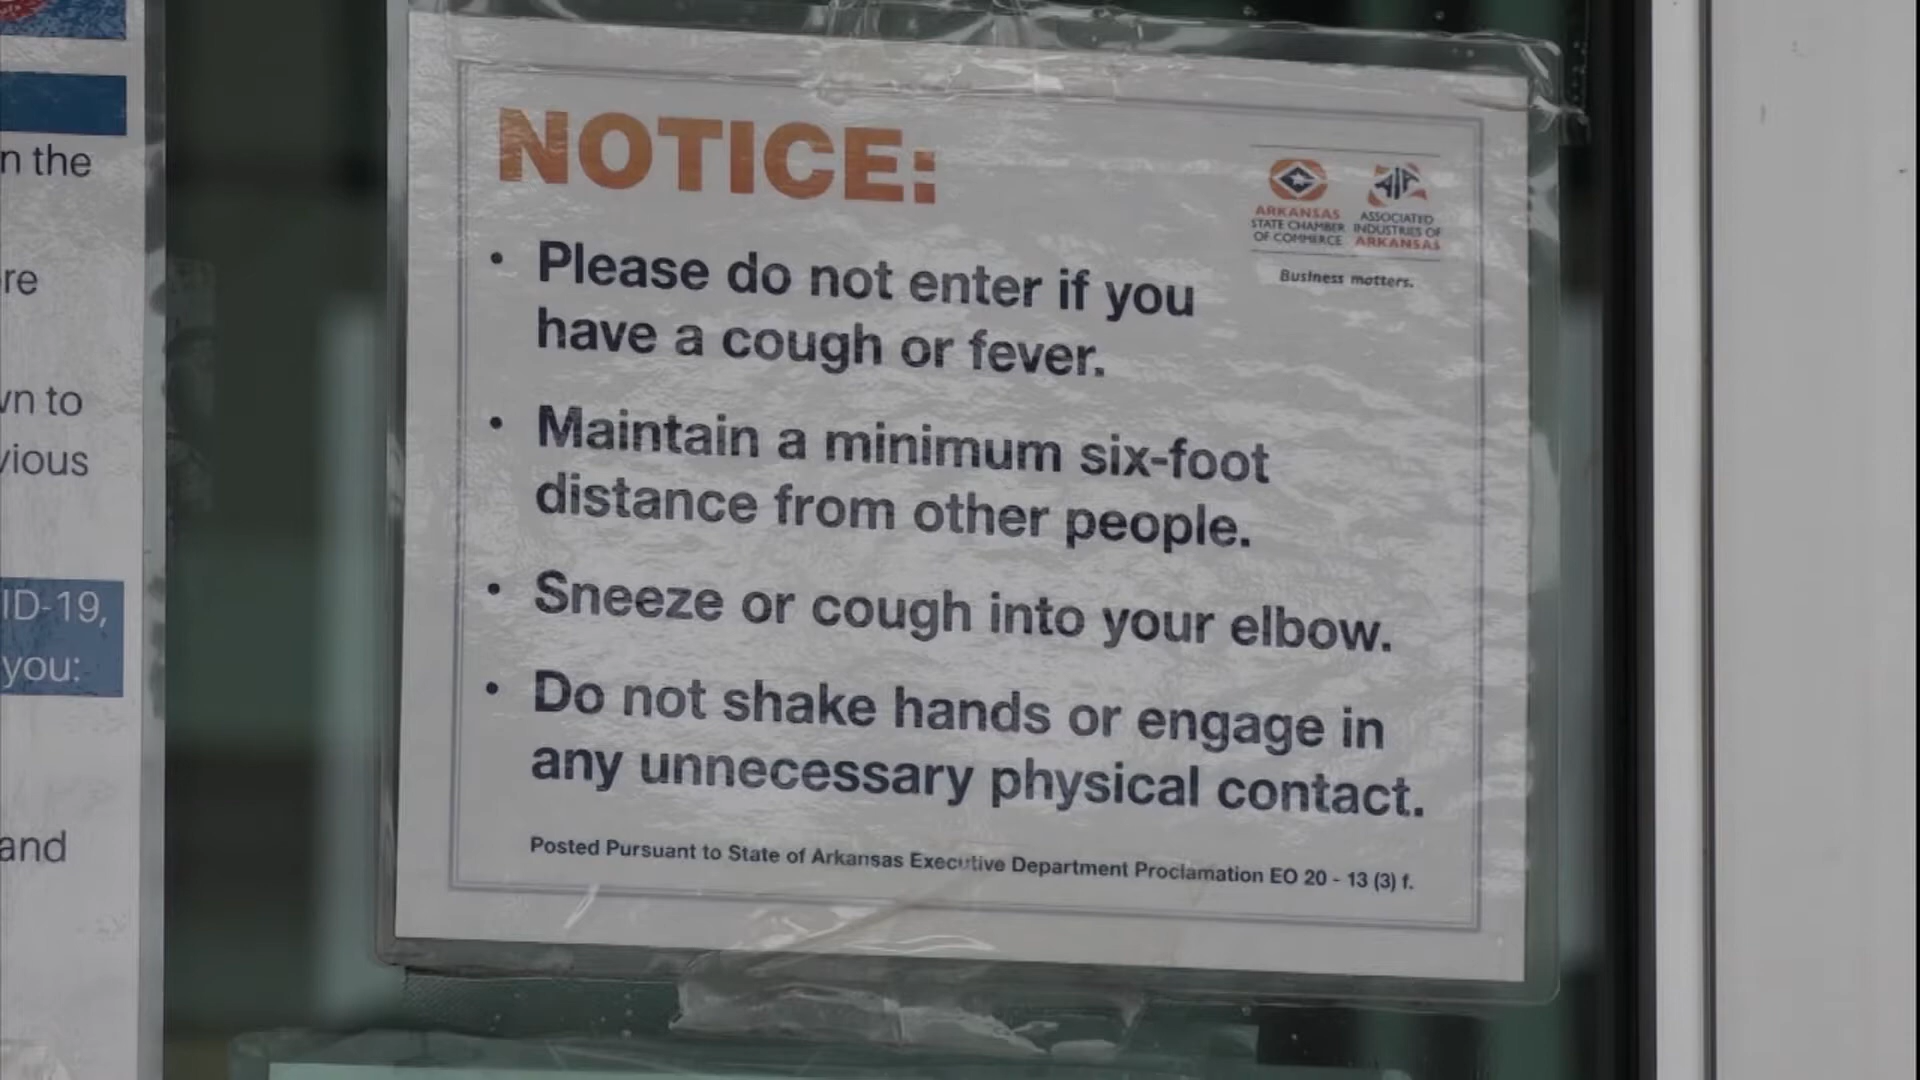 n the
re
vn to
vious
ID-19,
you:
and
NOTICE:
ARKANSAS
STATE CHAMBER
OF COMMERCE
AIA
ASSOCIATED
INDUSTRIES OF
ARKANSAS
Business matters.
• Please do not enter if you
have a cough or fever.
• Maintain a minimum six-foot
distance from other people.
• Sneeze or cough into your elbow.
• Do not shake hands or engage in
any unnecessary physical contact.
Posted Pursuant to State of Arkansas Executive Department Proclamation EO 20 - 13 (3) f.